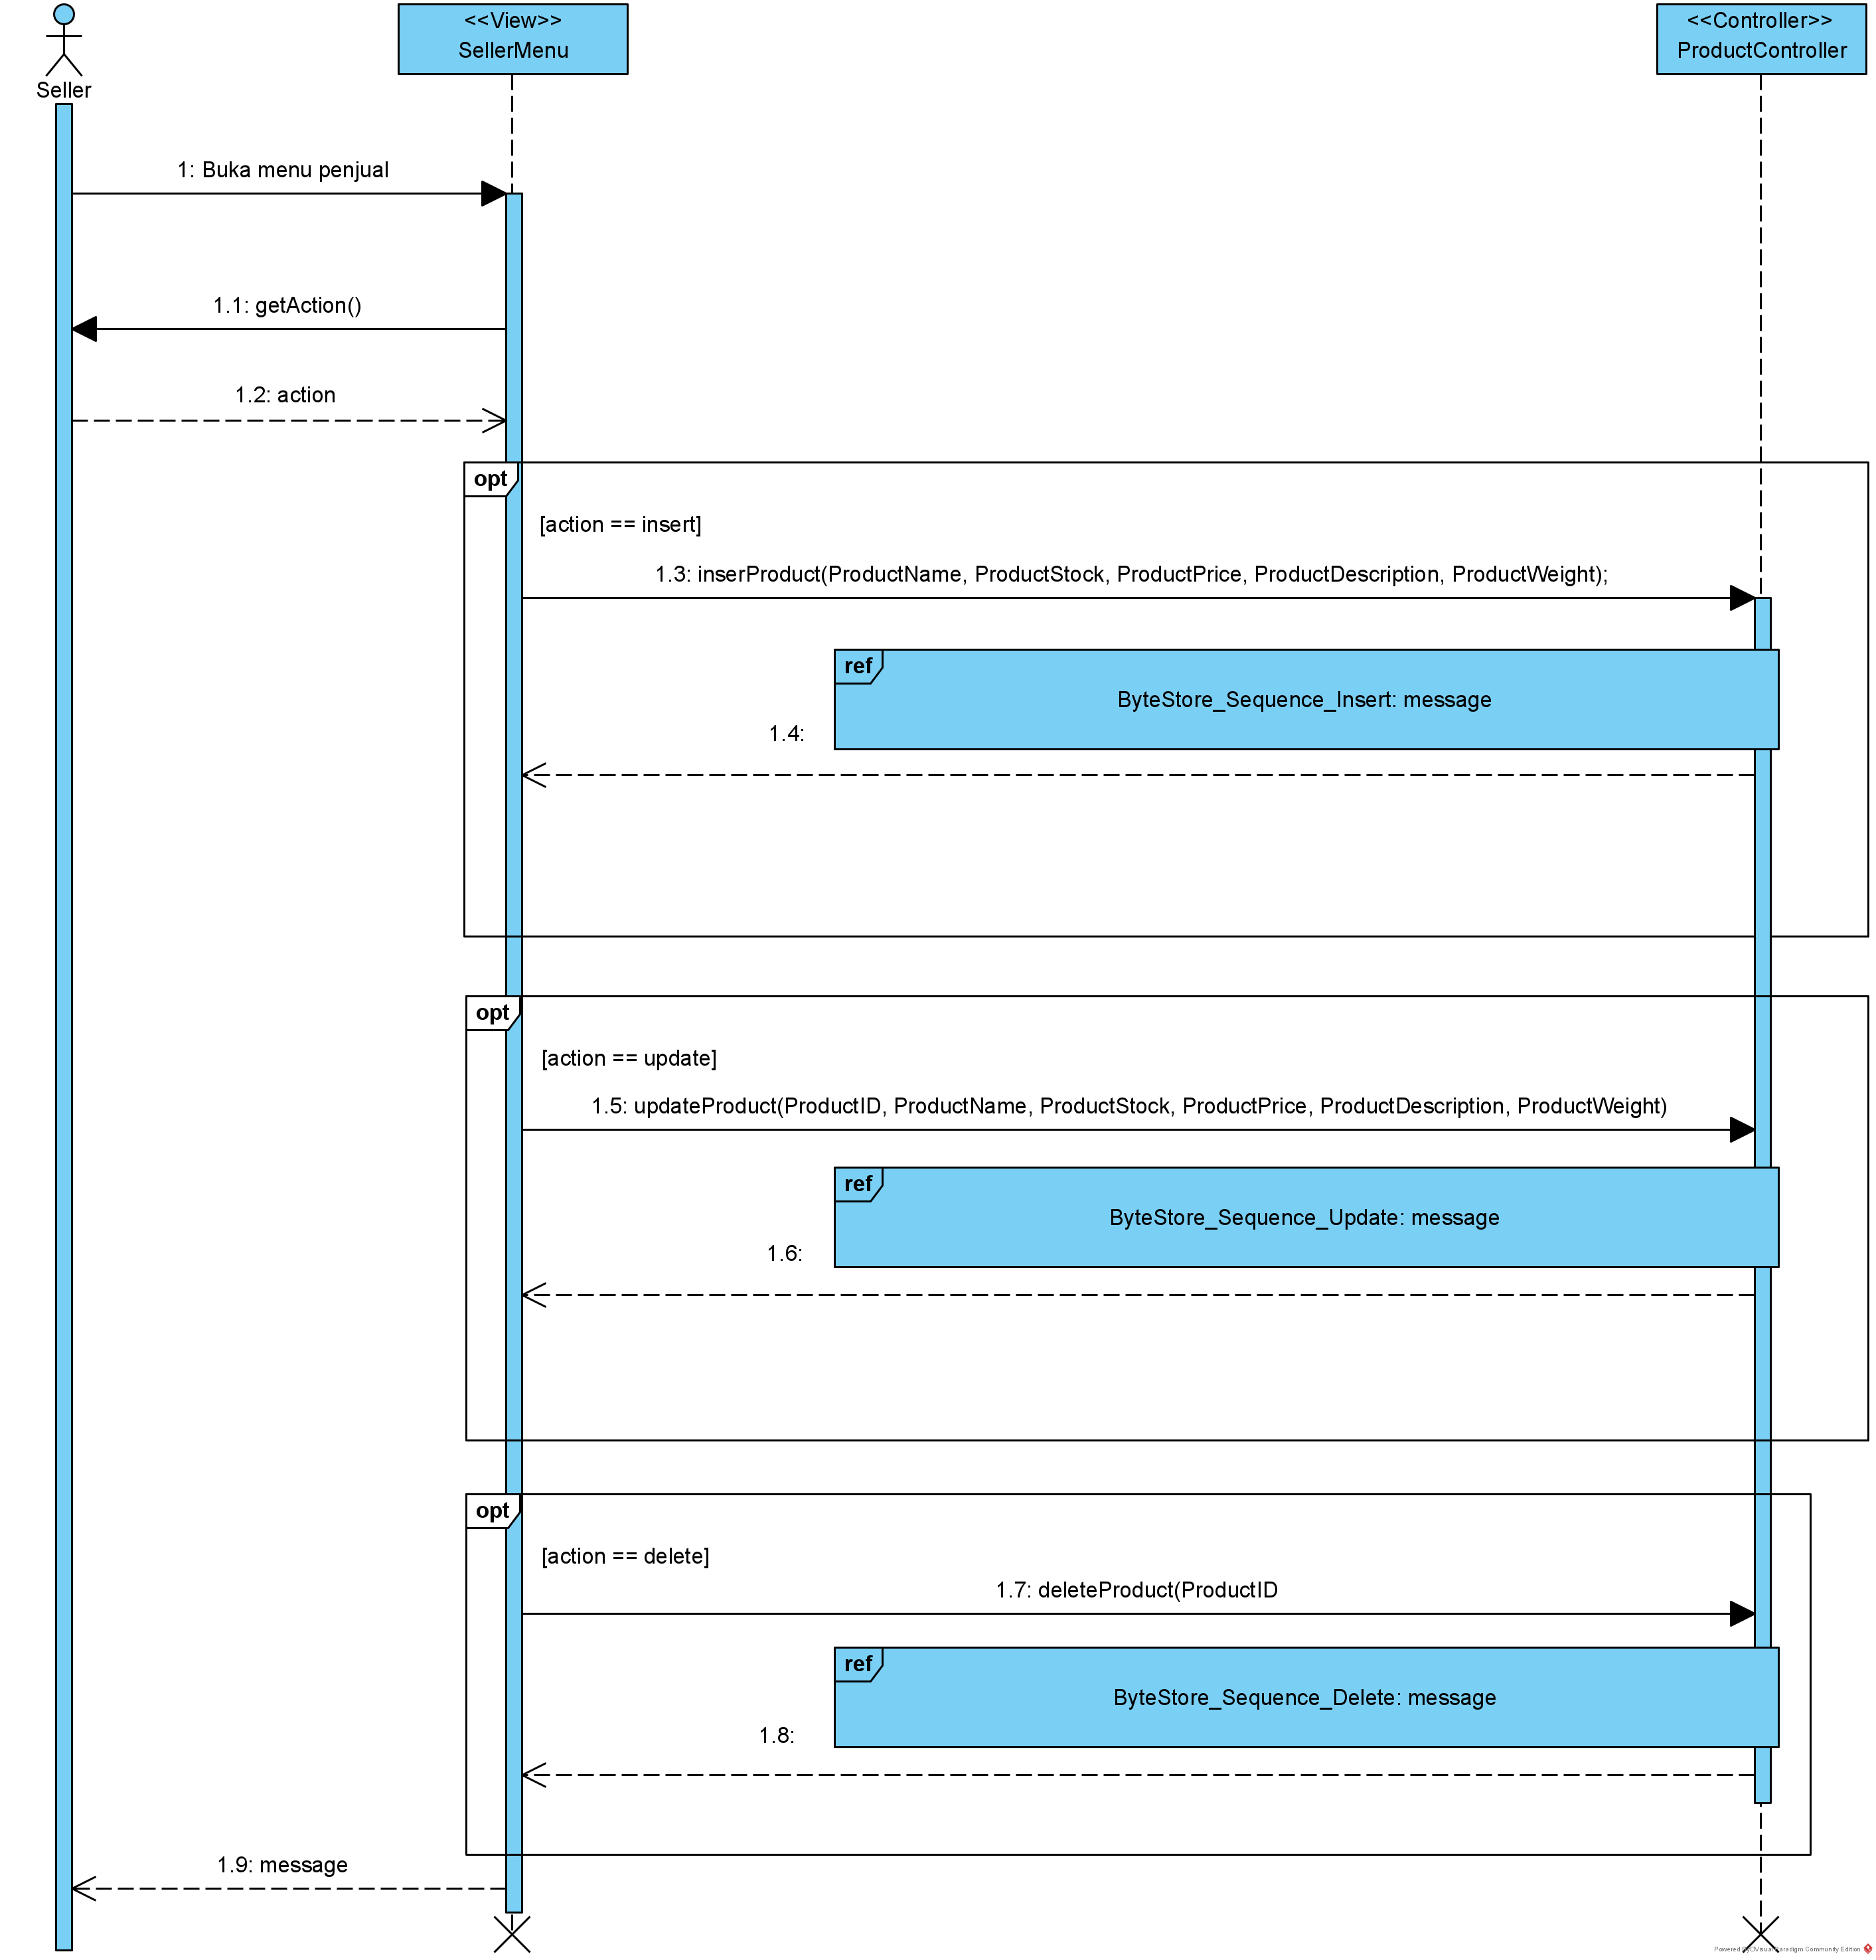 <<View>>
SellerMenu
<<Controller>>
ProductController
Seller
1: Buka menu penjual
1.1: getAction()
1.2: action
opt
[action == insert]
1.3: inserProduct(ProductName, ProductStock, ProductPrice, ProductDescription, ProductWeight);
ref
ByteStore_Sequence_Insert: message
1.4:
opt
[action == update]
1.5: updateProduct(ProductID, ProductName, ProductStock, ProductPrice, ProductDescription, ProductWeight)
ref
ByteStore_Sequence_Update: message
1.6:
opt
[action == delete]
1.7: deleteProduct(ProductID
ref
ByteStore_Sequence_Delete: message
1.8:
1.9: message
Powered Visual Paradigm Community Edition